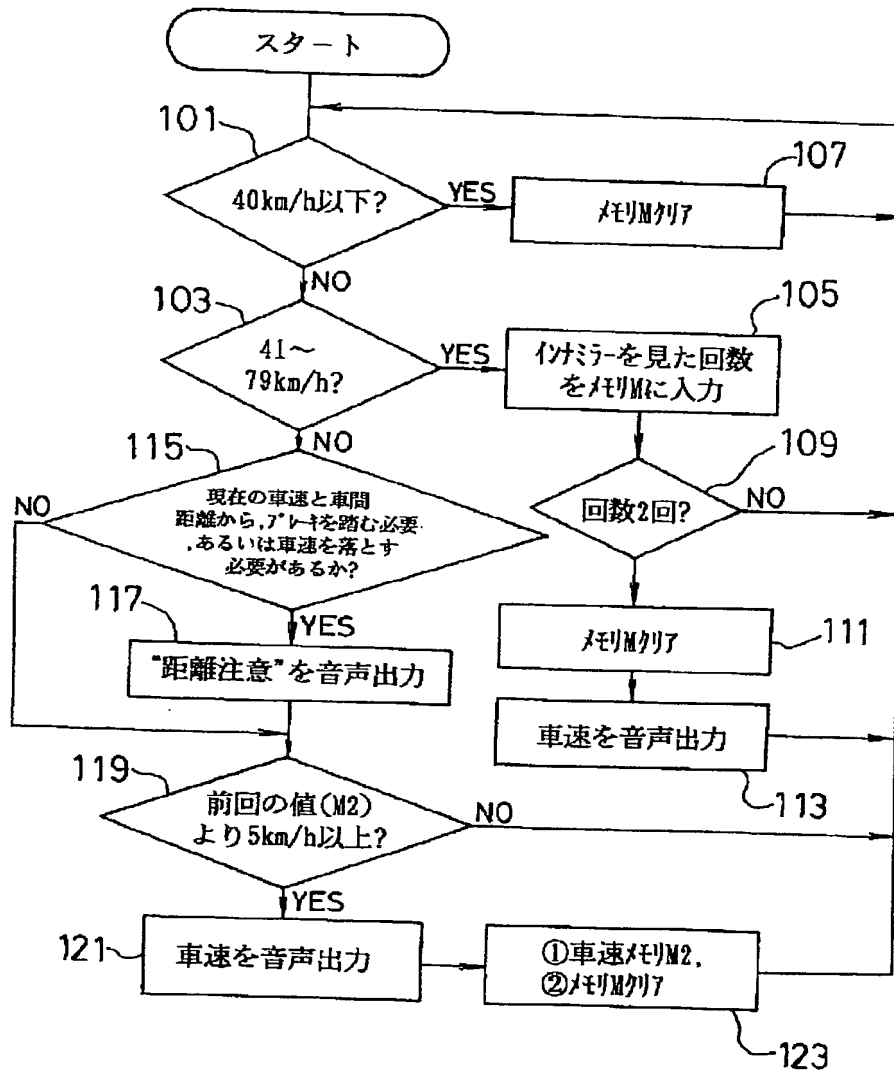 スタート
101
40km/h以下?
YES
107
メモリMクリア
NO
103
41～
79km/h?
YES
105
インナミラーを見た回数
をメモリMに入力
NO
115
NO
現在の車速と車間
距離から,ブレーキを踏む必要
,あるいは車速を落とす
必要があるか?
109
回数2回?
NO
YES
117
“距離注意”を音声出力
メモリMクリア
111
車速を音声出力
113
119
前回の値(M2)
より5km/h以上?
NO
YES
121
車速を音声出力
①車速メモリM2,
②メモリMクリア
123